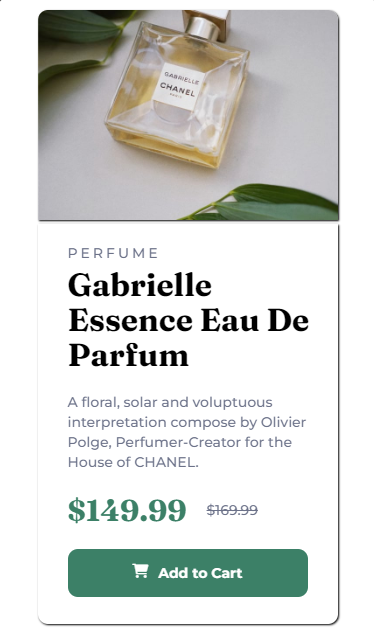 GABRIELLE
CHANEL
PARIS
PERFUME
Gabrielle
Essence Eau De
Parfum
A floral, solar and voluptuous
interpretation compose by Olivier
Polge, Perfumer-Creator for the
House of CHANEL.
$149.99 $169.99
Add to Cart